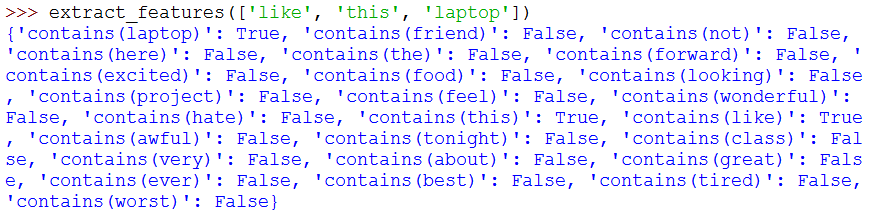 >>> extract_features(['like', 'this', 'laptop'])
{'contains(laptop)': True, 'contains(friend)': False, 'contains(not)': False,
'contains(here)': False, 'contains(the)': False, 'contains(forward)': False, '
contains(excited)': False, 'contains(food)': False, 'contains(looking)': False
, 'contains(project)': False, 'contains(feel)': False, 'contains(wonderful)':
False, 'contains(hate)': False, 'contains(this)': True, 'contains(like)': True
, 'contains(awful)': False, 'contains(tonight)': False, 'contains(class)': Fal
se, 'contains(very)': False, 'contains(about)': False, 'contains(great)': Fals
e, 'contains(ever)': False, 'contains(best)': False, 'contains(tired)': False,
'contains(worst)': False}